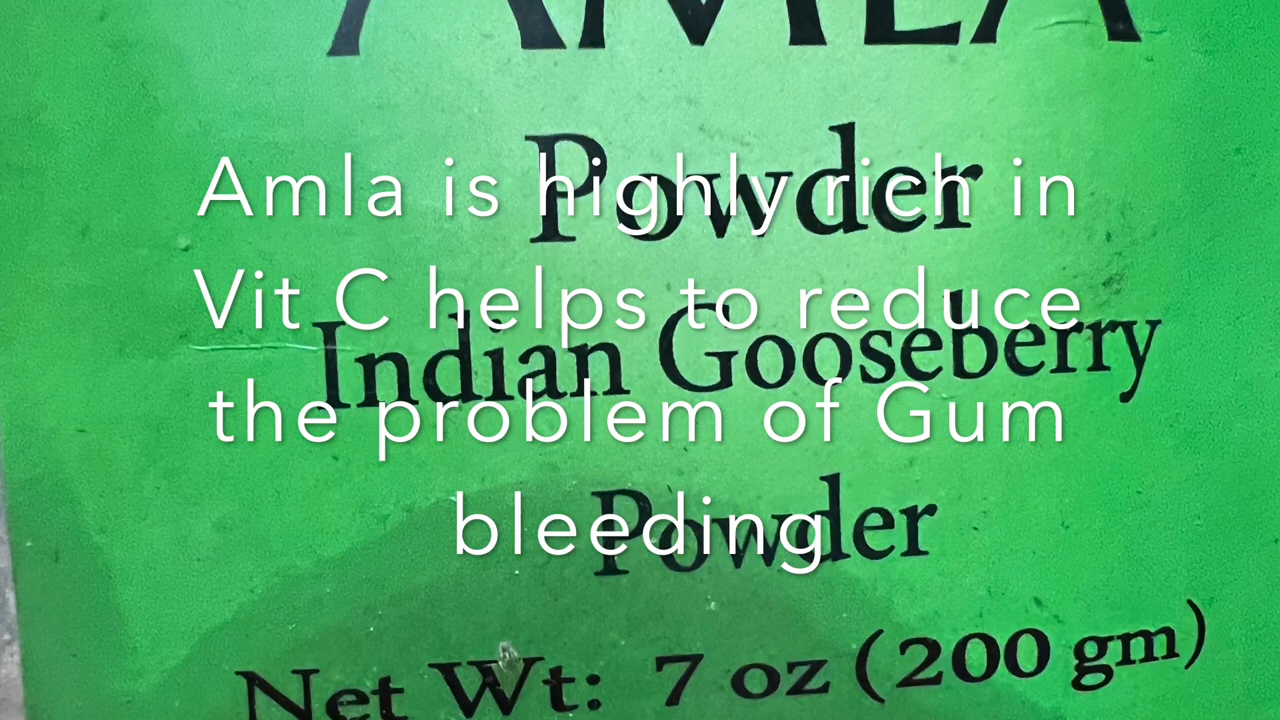 AMLA
Powder
Indian Gooseberry
Powder
Net Wt: 7 oz (200 gm)
Amla is highly rich in
Vit C helps to reduce
the problem of Gum
bleeding